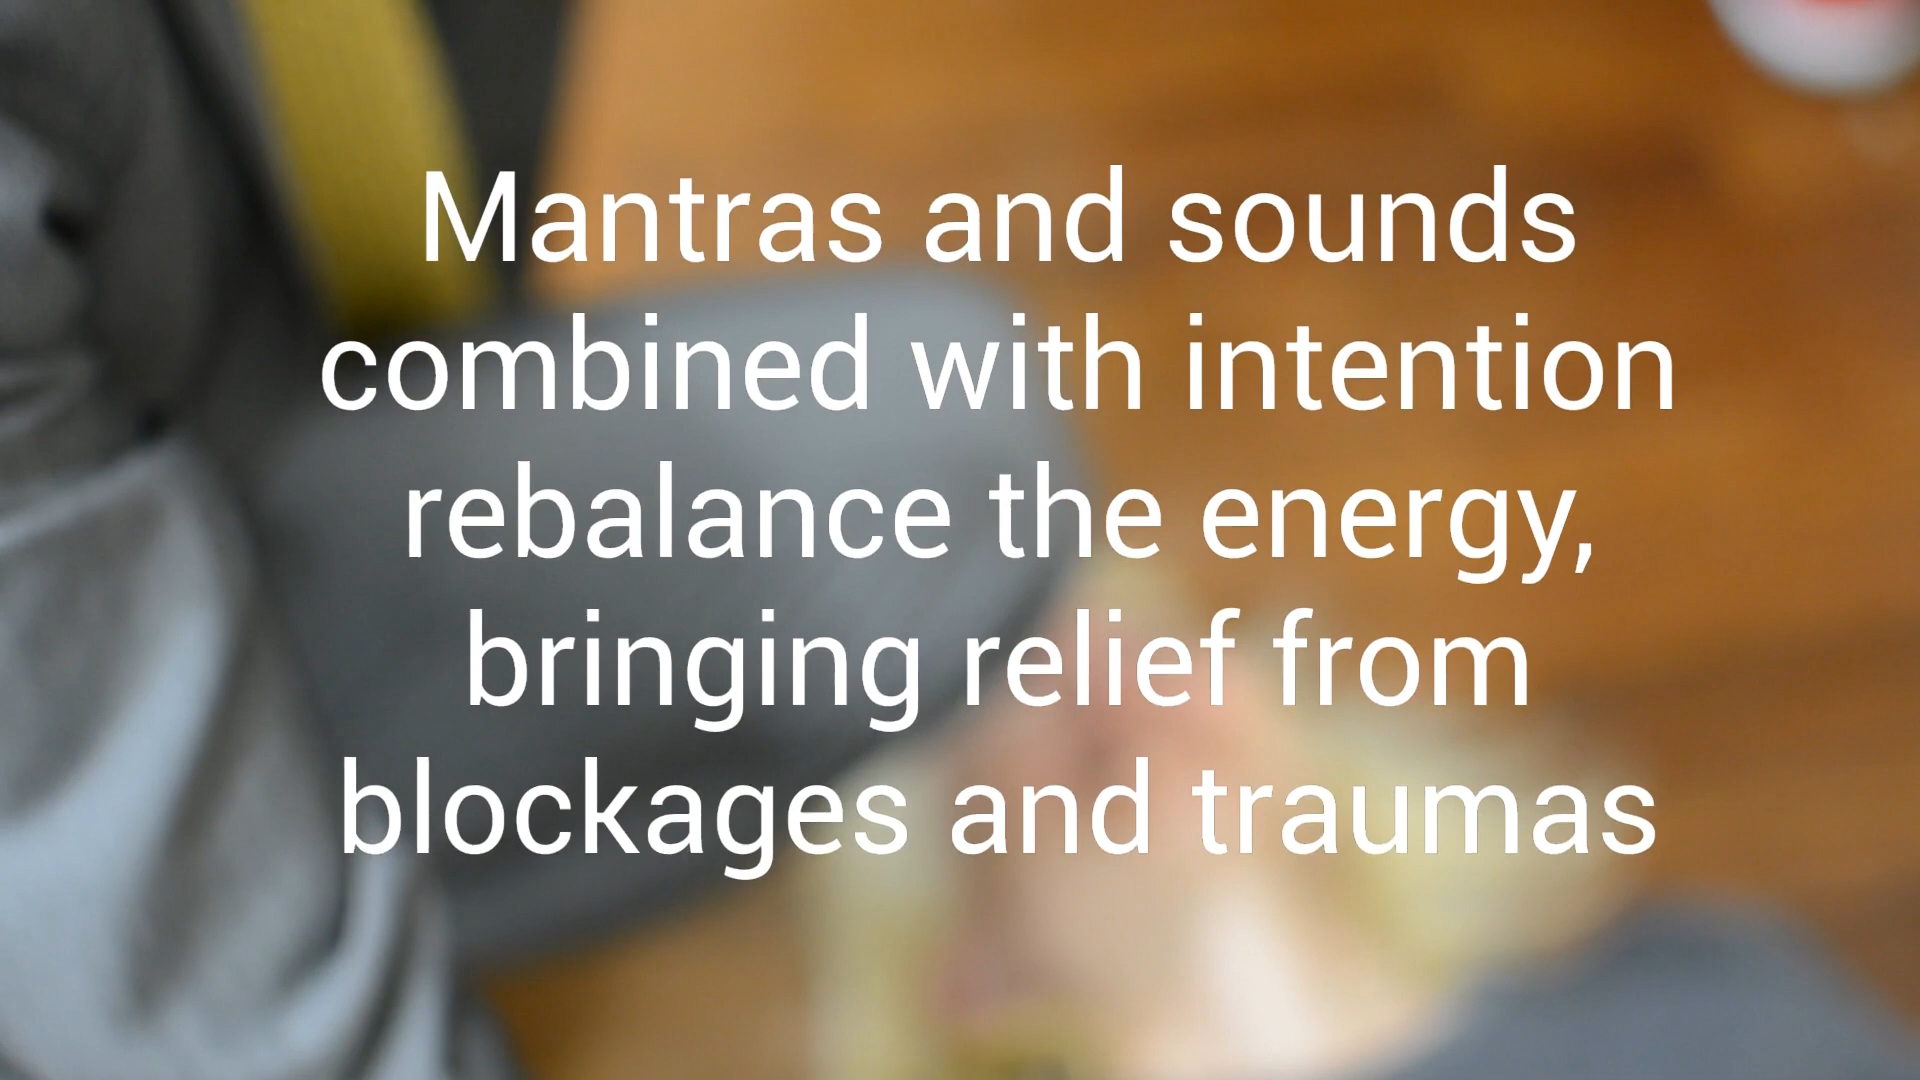 Mantras and sounds
combined with intention
rebalance the energy,
bringing relief from
blockages and traumas